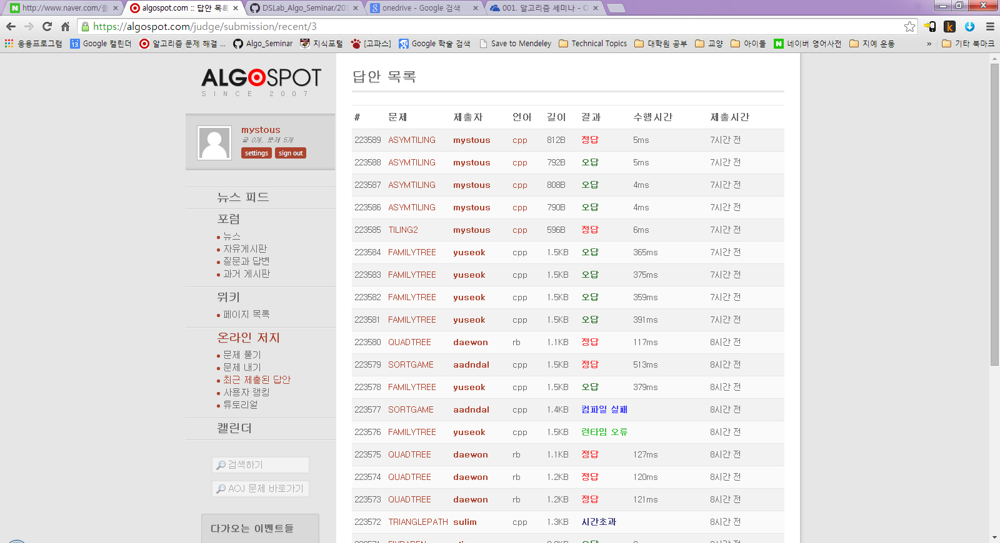 http://www.naver.com/들
algospot.com :: 답안 목록
DSLab_Algo_Seminar/20
onedrive - Google 검색
001. 알고리즘 세미나 - O
https://algospot.com/judge/submission/recent/3
응용프로그램 Google 캘린더 알고리즘 문제 해결 ... Algo_Seminar 지식포털 [고파스] Google 학술 검색 Save to Mendeley Technical Topics 대학원 공부 교양 아이들 네이버 영어사전 지예 운동 » 기타 북마크
ALGOSPOT
SINCE 2007
mystous
글 0개, 문제 5개
settings sign out
뉴스 피드
포럼
뉴스
자유게시판
질문과 답변
과거 게시판
위키
페이지 목록
온라인 저지
문제 풀기
문제 내기
최근 제출된 답안
사용자 랭킹
튜토리얼
캘린더
검색하기
AOJ 문제 바로가기
다가오는 이벤트들
답안 목록
# 문제 제출자 언어 길이 결과 수행시간 제출시간
223589 ASYMTILING mystous cpp 812B 정답 5ms 7시간 전
223588 ASYMTILING mystous cpp 792B 오답 5ms 7시간 전
223587 ASYMTILING mystous cpp 808B 오답 4ms 7시간 전
223586 ASYMTILING mystous cpp 790B 오답 4ms 7시간 전
223585 TILING2 mystous cpp 596B 정답 6ms 7시간 전
223584 FAMILYTREE yuseok cpp 1.5KB 오답 365ms 7시간 전
223583 FAMILYTREE yuseok cpp 1.5KB 오답 375ms 7시간 전
223582 FAMILYTREE yuseok cpp 1.5KB 오답 359ms 7시간 전
223581 FAMILYTREE yuseok cpp 1.5KB 오답 391ms 7시간 전
223580 QUADTREE daewon rb 1.1KB 정답 117ms 8시간 전
223579 SORTGAME aadndal cpp 1.5KB 정답 513ms 8시간 전
223578 FAMILYTREE yuseok cpp 1.5KB 오답 379ms 8시간 전
223577 SORTGAME aadndal cpp 1.4KB 컴파일 실패 8시간 전
223576 FAMILYTREE yuseok cpp 1.5KB 런타임 오류 8시간 전
223575 QUADTREE daewon rb 1.1KB 정답 127ms 8시간 전
223574 QUADTREE daewon rb 1.2KB 정답 120ms 8시간 전
223573 QUADTREE daewon rb 1.2KB 정답 121ms 8시간 전
223572 TRIANGLEPATH sulim cpp 1.3KB 시간초과 8시간 전